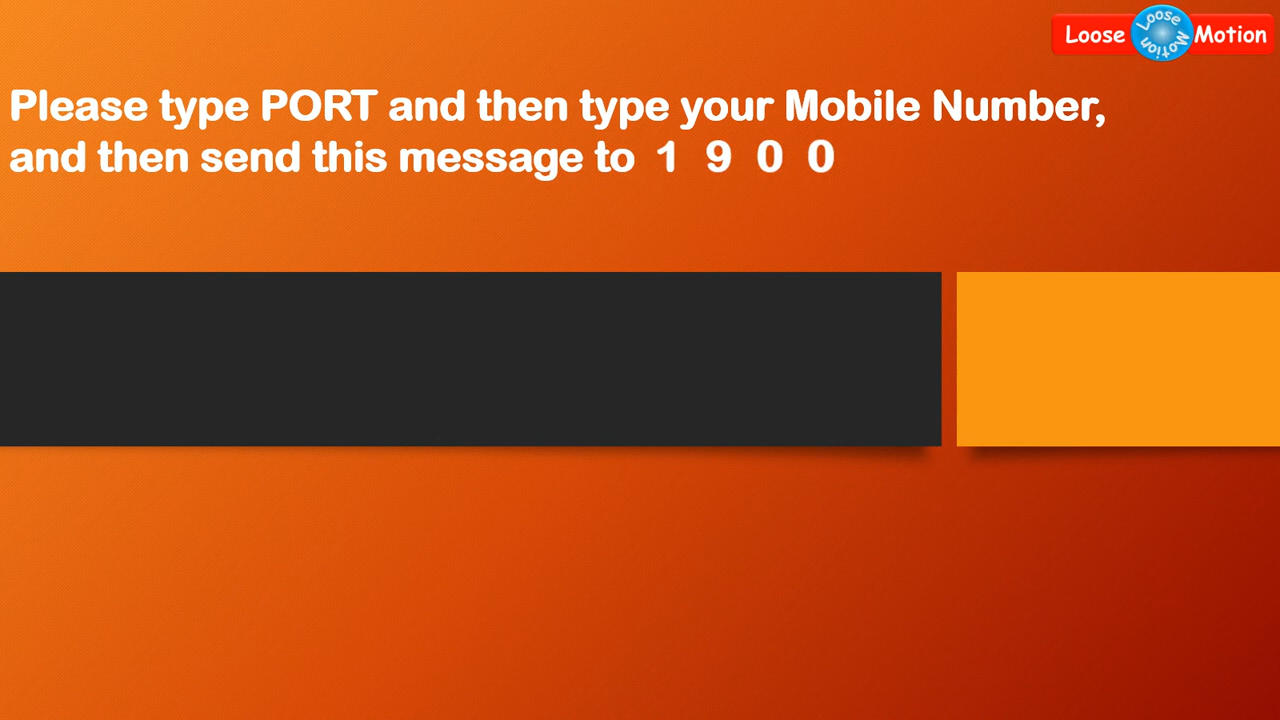 Loose Motion
Loose Motion
Please type PORT and then type your Mobile Number,
and then send this message to 1 9 0 0